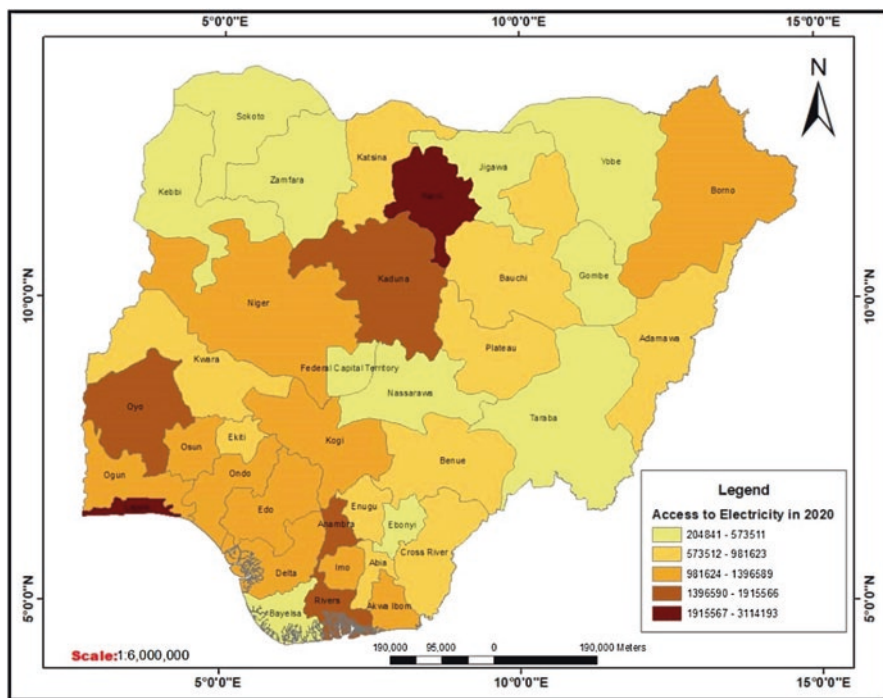 5°0'0"E
10°0'0"E
15°0'0"E
N
Sokoto
Katsina
Jigawa
Yobe
Zamfara
Kebbi
Borno
Kaduna
Bauchi
Gombe
10°0'0"N
10°0'0"N
Niger
Adamawa
Plateau
Kwara
Federal Capital Territory
Nassarawa
Oyo
Taraba
Ekiti
Kogi
Osun
Benue
Ogun
Ondo
Enugu
Edo
Anambra
Ebonyi
Cross River
Imo
Abia
Delta
Rivers
Akwa Ibom
Bayelsa
5°0'0"N
5°0'0"N
Legend
Access to Electricity in 2020
204841 - 573511
573512 - 981623
981624 - 1396589
1396590 - 1915566
1915567 - 3114193
Scale:1:6,000,000
190,000 95,000 0 190,000 Meters
5°0'0"E
10°0'0"E
15°0'0"E